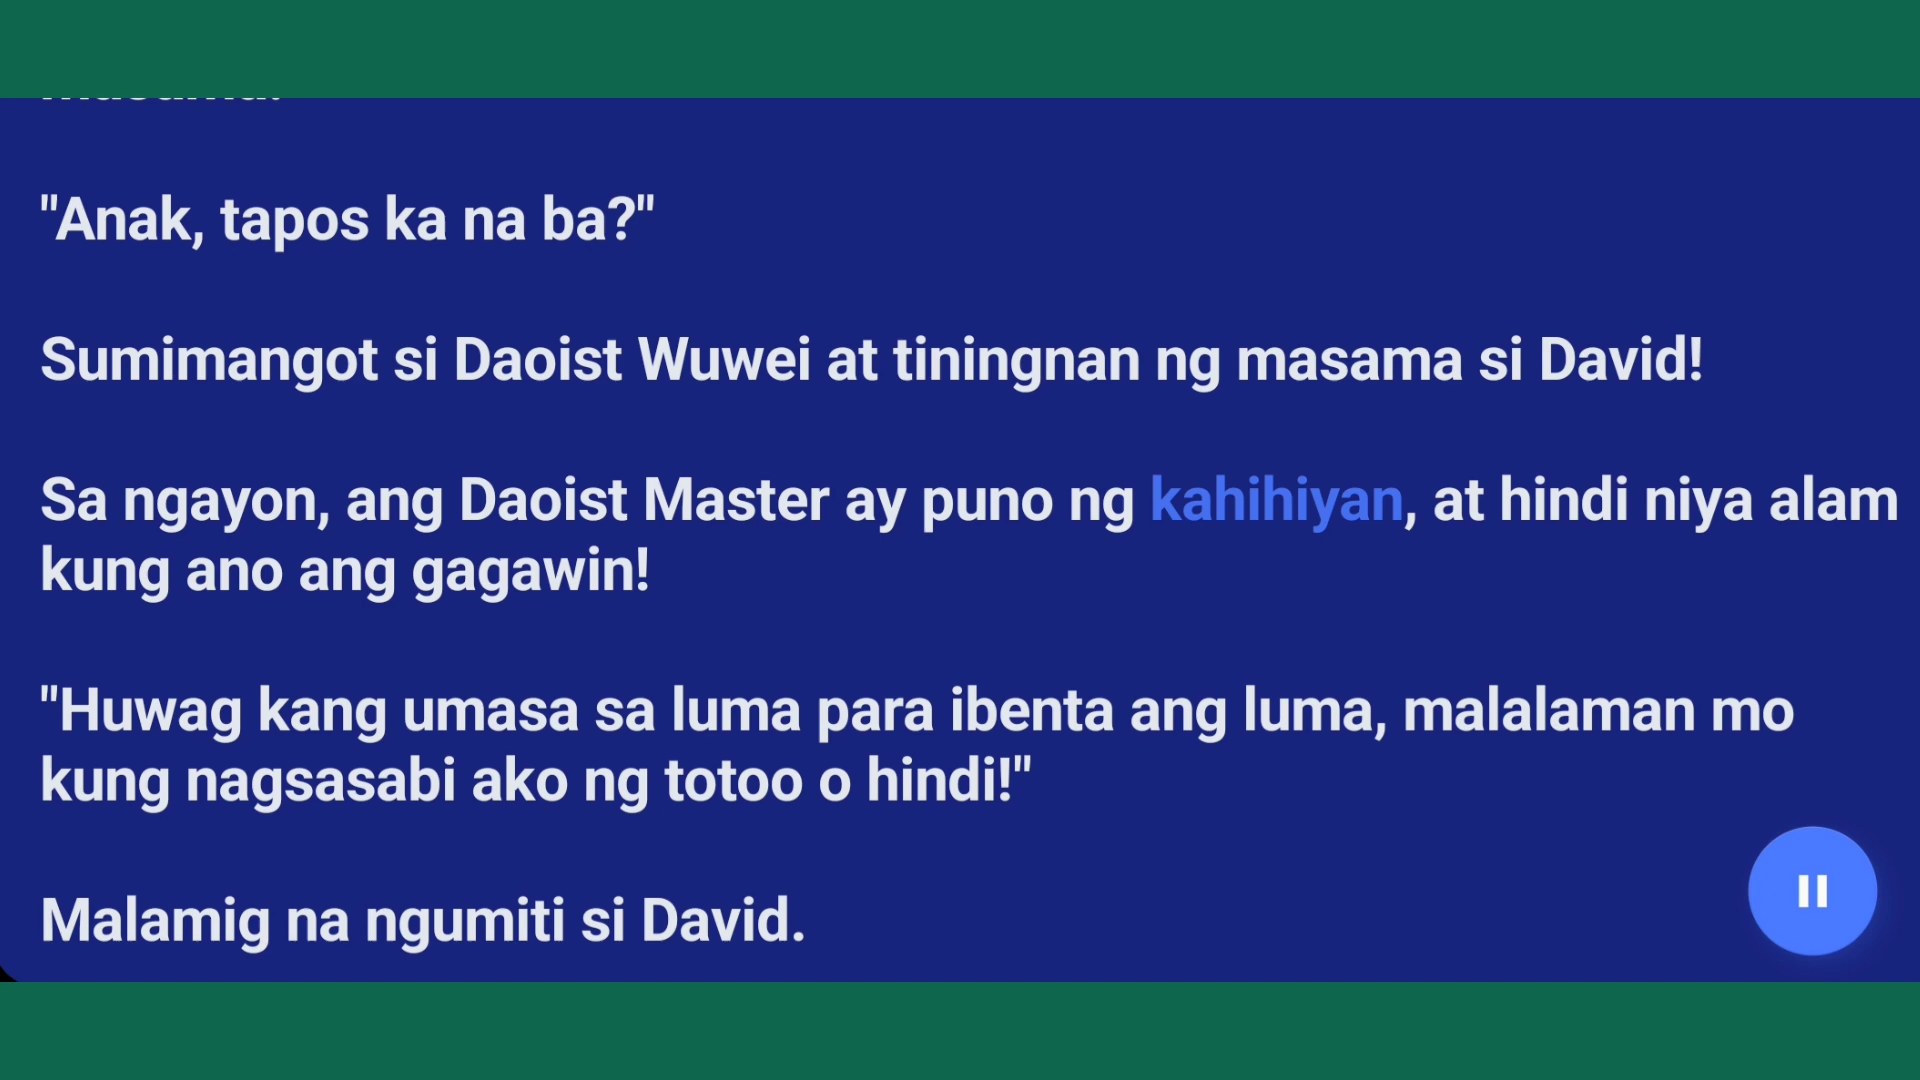 "Anak, tapos ka na ba?"
Sumimangot si Daoist Wuwei at tiningnan ng masama si David!
Sa ngayon, ang Daoist Master ay puno ng kahihiyan, at hindi niya alam
kung ano ang gagawin!
"Huwag kang umasa sa luma para ibenta ang luma, malalaman mo
kung nagsasabi ako ng totoo o hindi!"
Malamig na ngumiti si David.